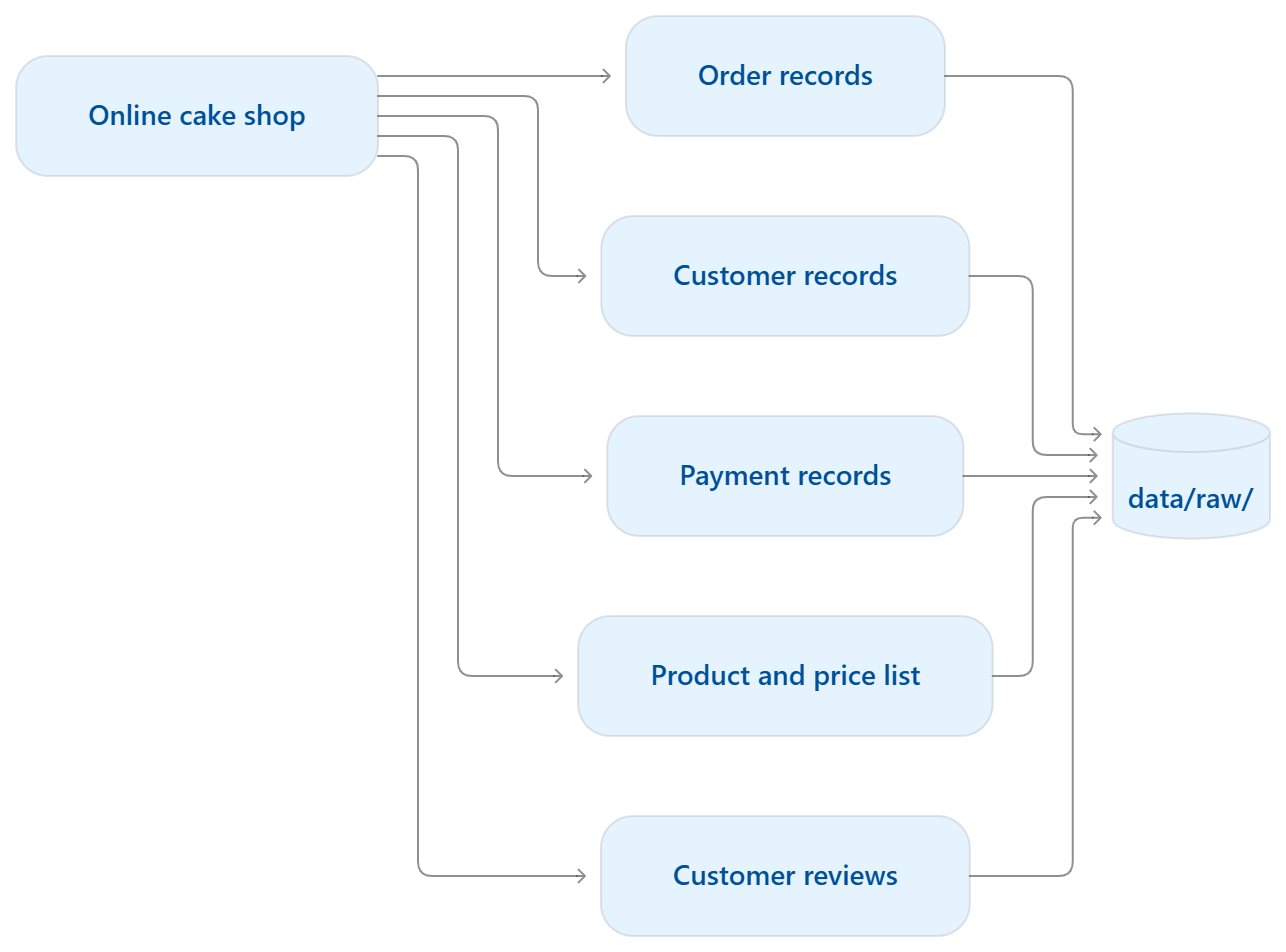 Online cake shop
Order records
Customer records
Payment records
data/raw/
Product and price list
Customer reviews